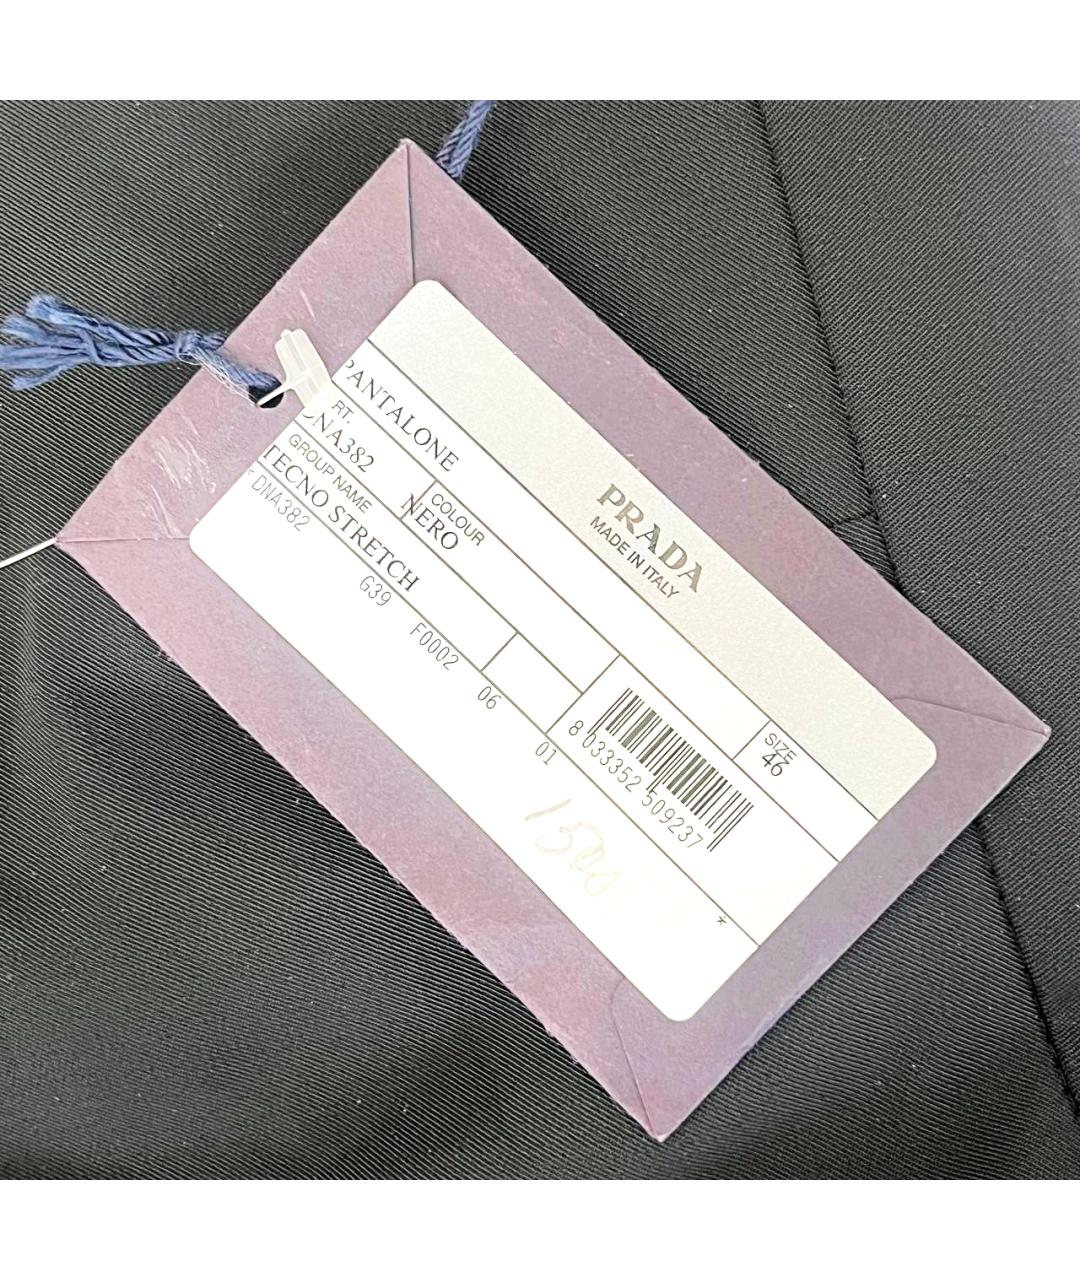 PRADA
MADE IN ITALY
PANTALONE
SIZE
46
RT.
DNA382
COLOUR
NERO
8 033352 509237
GROUP NAME
TECNO STRETCH
DNA382 G39 F0002 06 01
*